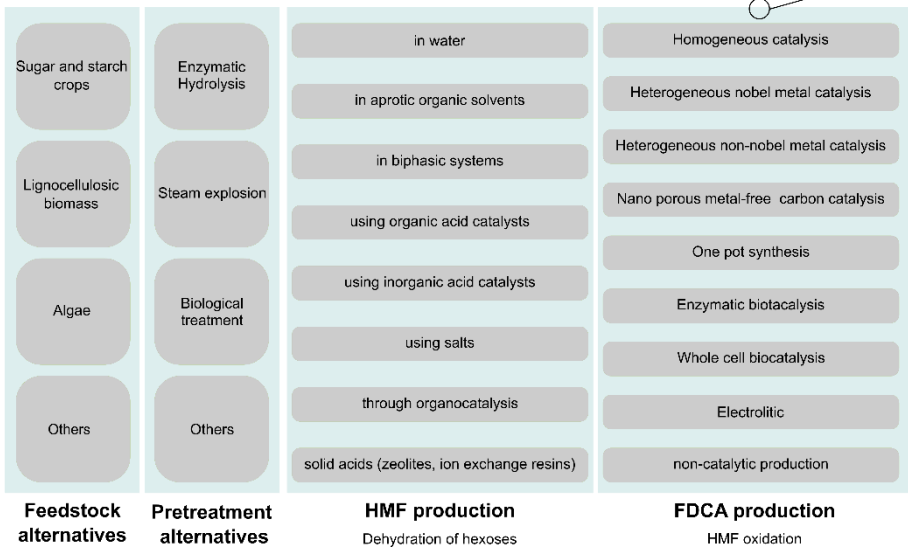 Sugar and starch
crops
Lignocellulosic
biomass
Algae
Others
Feedstock
alternatives
Enzymatic
Hydrolysis
Steam explosion
Biological
treatment
Others
Pretreatment
alternatives
in water
in aprotic organic solvents
in biphasic systems
using organic acid catalysts
using inorganic acid catalysts
using salts
through organocatalysis
solid acids (zeolites, ion exchange resins)
HMF production
Dehydration of hexoses
Homogeneous catalysis
Heterogeneous nobel metal catalysis
Heterogeneous non-nobel metal catalysis
Nano porous metal-free carbon catalysis
One pot synthesis
Enzymatic biotacalysis
Whole cell biocatalysis
Electrolitic
non-catalytic production
FDCA production
HMF oxidation